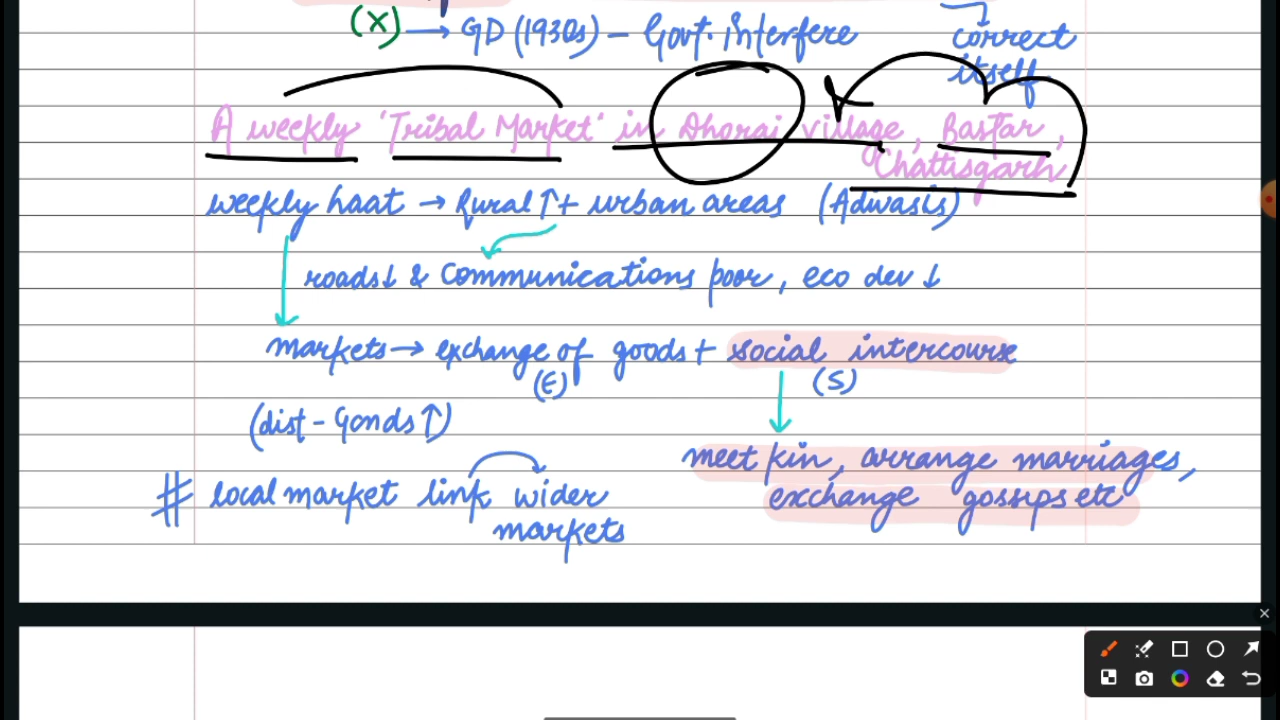 (X) → GD (1930s) – Govt. interfere
correct
itself
A weekly 'Tribal Market' in Dhorai village, Bastar,
Chattisgarh
weekly haat → Rural ↑ + urban areas (Adivasis)
roads↓ & communications poor, eco dev ↓
markets → exchange of goods + social intercourse
(E) (S)
(dist – Gonds ↑)
meet kin, arrange marriages,
# local market link wider exchange gossips etc
markets